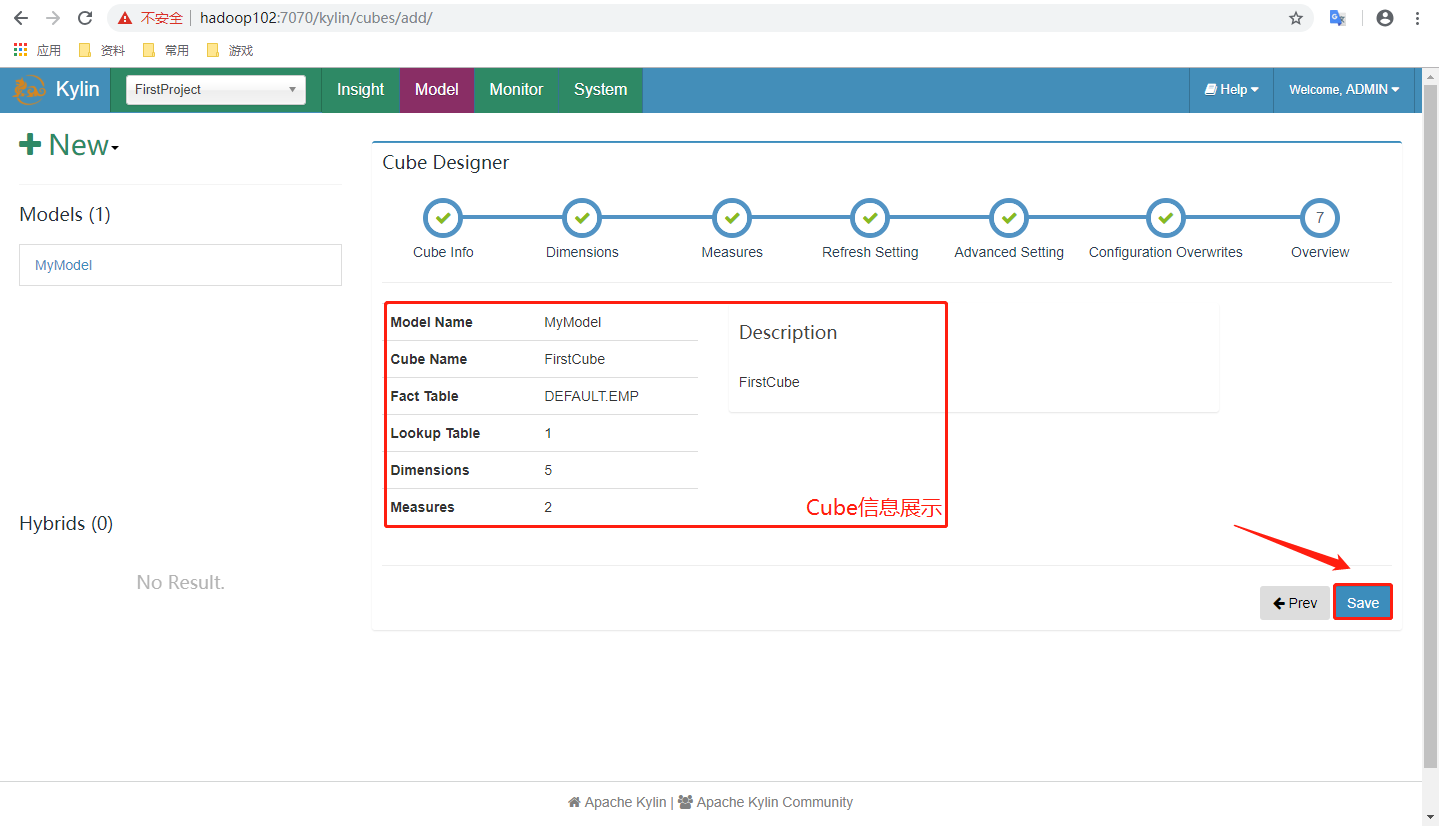 不安全 hadoop102:7070/kylin/cubes/add/
应用 资料 常用 游戏
Kylin FirstProject Insight Model Monitor System Help Welcome, ADMIN
New
Models (1)
MyModel
Hybrids (0)
No Result.
Cube Designer
7
Cube Info Dimensions Measures Refresh Setting Advanced Setting Configuration Overwrites Overview
Model Name MyModel
Cube Name FirstCube
Fact Table DEFAULT.EMP
Lookup Table 1
Dimensions 5
Measures 2
Description
FirstCube
Cube信息展示
Prev Save
Apache Kylin | Apache Kylin Community